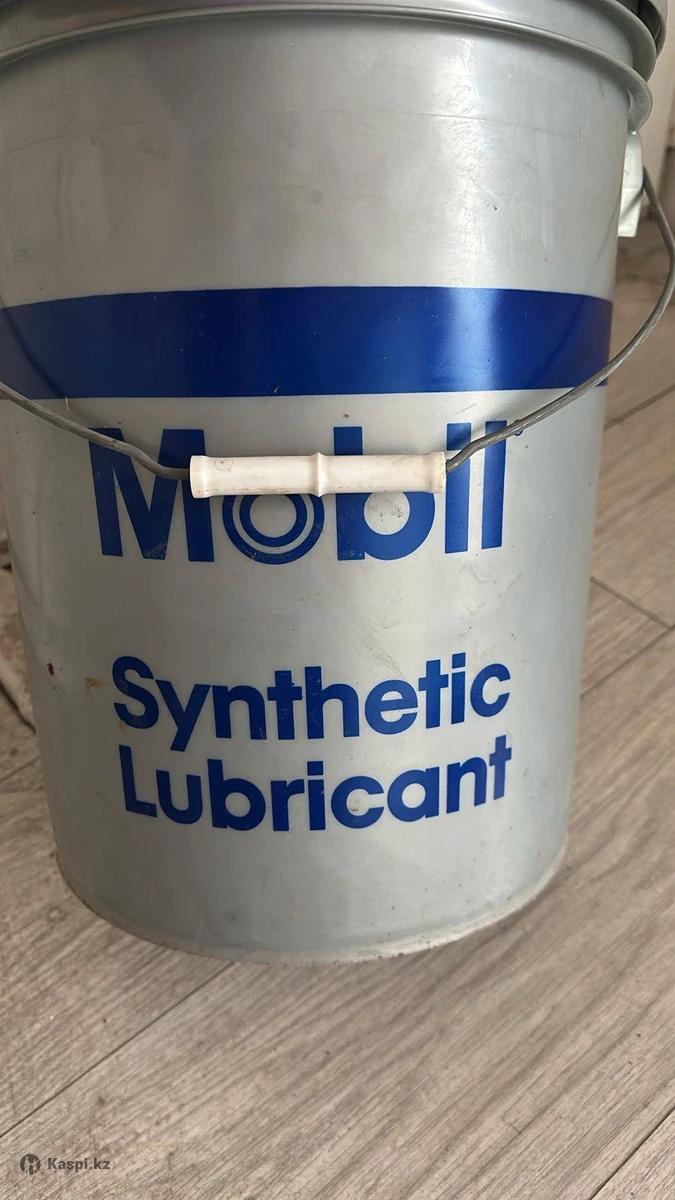 Mobil
Synthetic
Lubricant
Kaspi.kz